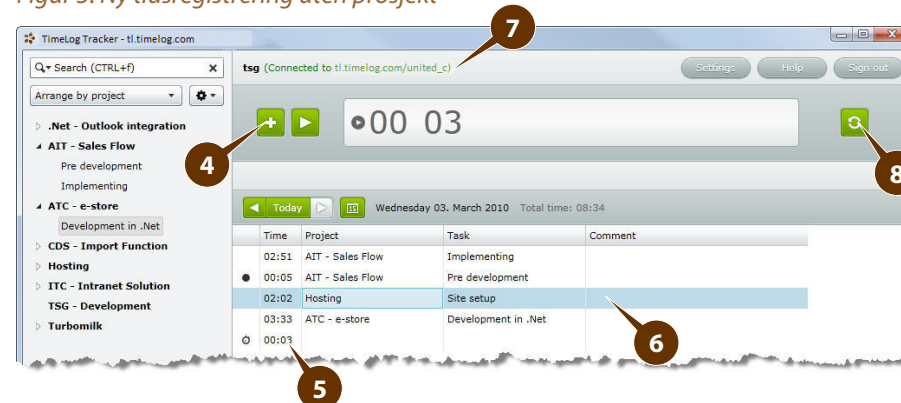 Figur 5: Ny tidsregistrering uten prosjekt
7
TimeLog Tracker - tl.timelog.com
Search (CTRL+f)
tsg (Connected to tl.timelog.com/united_c)
Settings
Help
Sign out
Arrange by project
00 03
4
8
.Net - Outlook integration
AIT - Sales Flow
Pre development
Implementing
ATC - e-store
Development in .Net
CDS - Import Function
Hosting
ITC - Intranet Solution
TSG - Development
Turbomilk
Today
15
Wednesday 03. March 2010 Total time: 08:34
Time Project Task Comment
02:51 AIT - Sales Flow Implementing
00:05 AIT - Sales Flow Pre development
02:02 Hosting Site setup
03:33 ATC - e-store Development in .Net
00:03
6
5